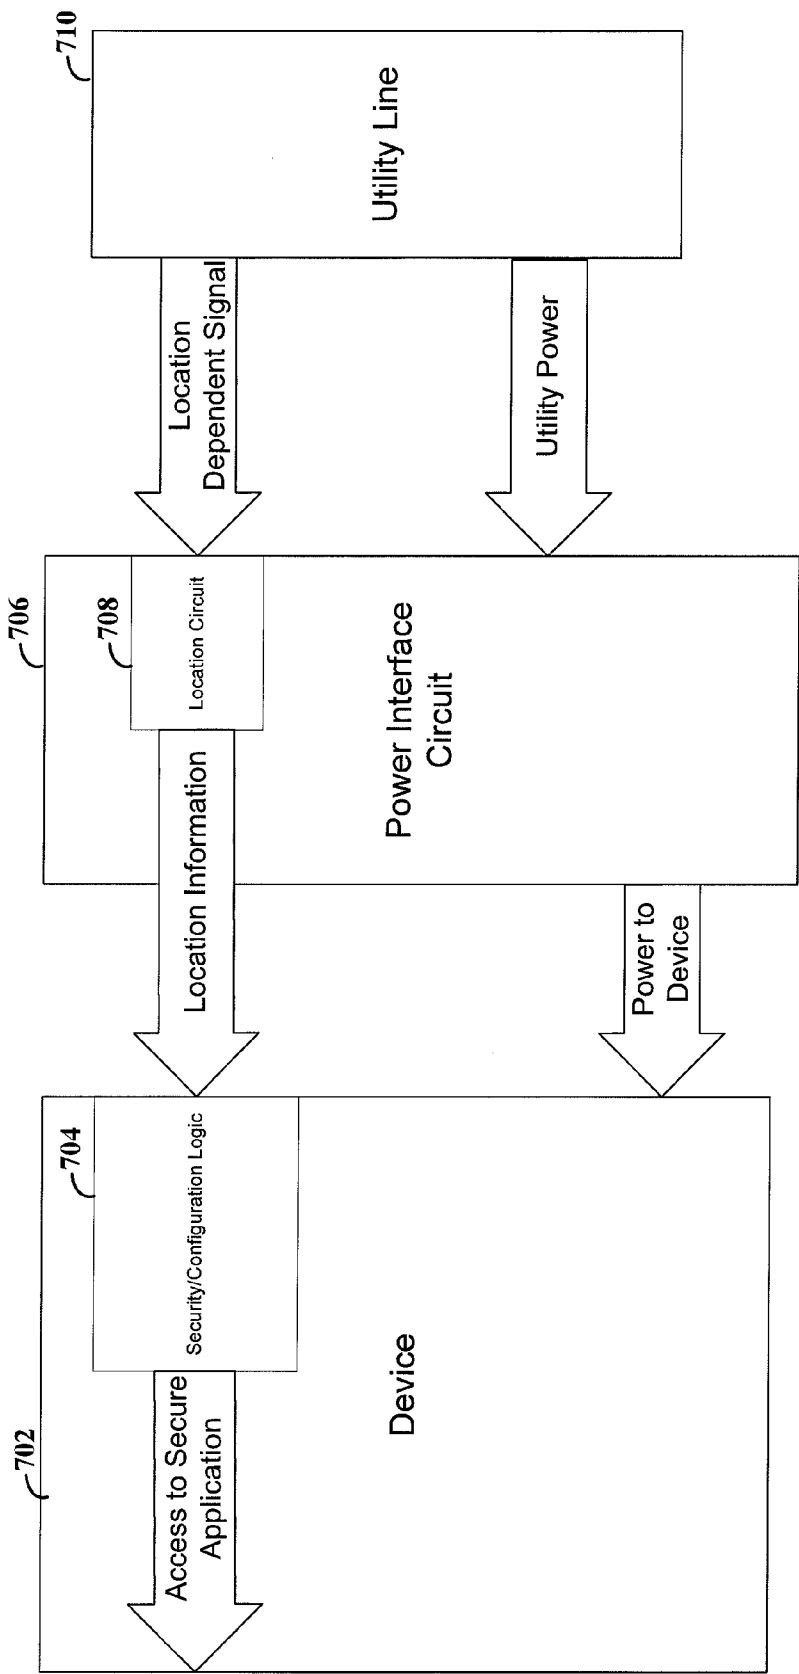 702
Device
704
Security/Configuration Logic
Access to Secure
Application
Location Information
Power to
Device
706
Power Interface
Circuit
708
Location Circuit
Location
Dependent Signal
Utility Power
710
Utility Line